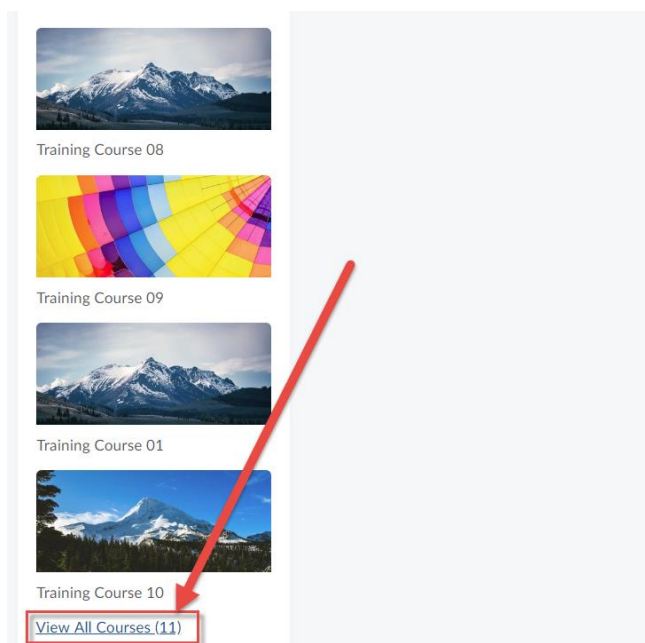 Training Course 08
Training Course 09
Training Course 01
Training Course 10
View All Courses (11)